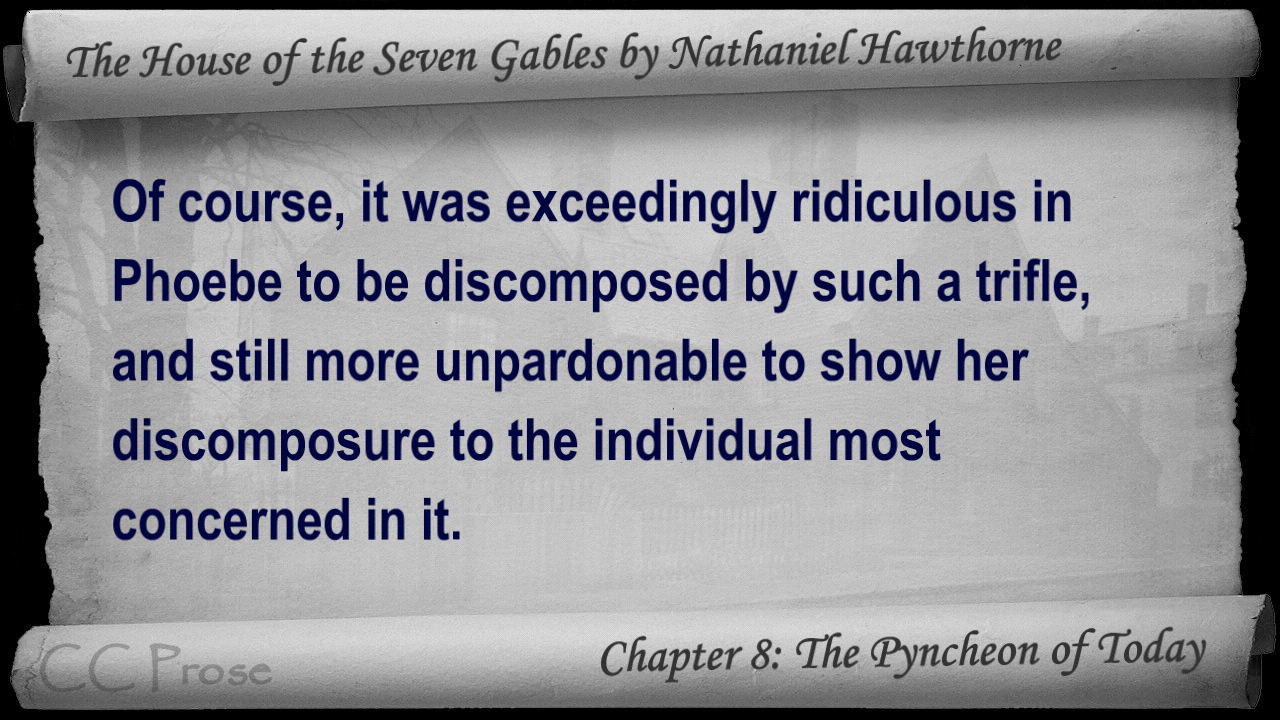 The House of the Seven Gables by Nathaniel Hawthorne
Of course, it was exceedingly ridiculous in
Phoebe to be discomposed by such a trifle,
and still more unpardonable to show her
discomposure to the individual most
concerned in it.
CC Prose
Chapter 8: The Pyncheon of Today